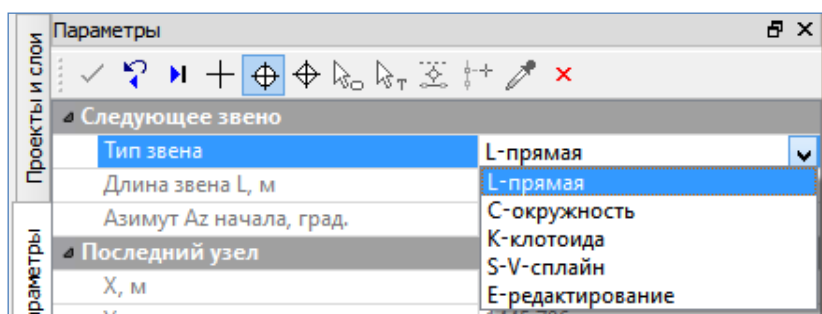 Параметры
Проекты и слои
Следующее звено
Тип звена L-прямая
L-прямая
Длина звена L, м
С-окружность
Азимут Az начала, град.
К-клотоида
Последний узел
S-V-сплайн
X, м
Е-редактирование